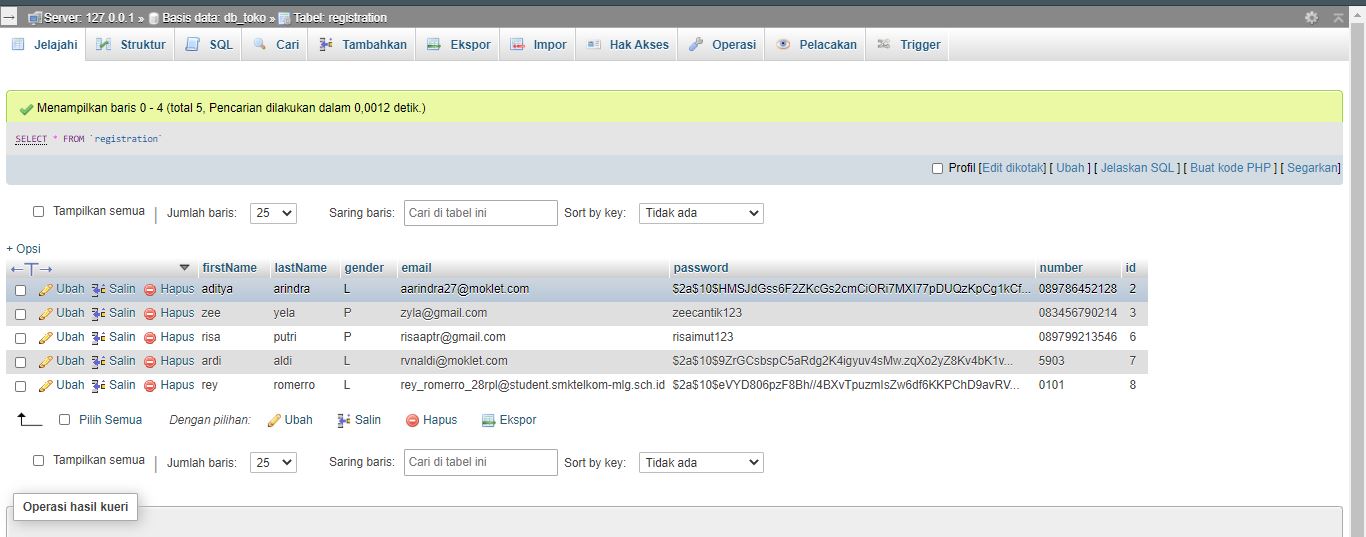 Server: 127.0.0.1 » Basis data: db_toko » Tabel: registration
Jelajahi Struktur SQL Cari Tambahkan Ekspor Impor Hak Akses Operasi Pelacakan Trigger
Menampilkan baris 0 - 4 (total 5, Pencarian dilakukan dalam 0,0012 detik.)
SELECT * FROM `registration`
Profil [Edit dikotak] [ Ubah ] [ Jelaskan SQL ] [ Buat kode PHP ] [ Segarkan]
Tampilkan semua | Jumlah baris: 25 Saring baris: Cari di tabel ini Sort by key: Tidak ada
+ Opsi
←T→ firstName lastName gender email password number id
Ubah Salin Hapus aditya arindra L aarindra27@moklet.com $2a$10$HMSJdGss6F2ZKcGs2cmCiORi7MXI77pDUQzKpCg1kCf... 089786452128 2
Ubah Salin Hapus zee yela P zyla@gmail.com zeecantik123 083456790214 3
Ubah Salin Hapus risa putri P risaaptr@gmail.com risaimut123 089799213546 6
Ubah Salin Hapus ardi aldi L rvnaldi@moklet.com $2a$10$9ZrGCsbspC5aRdg2K4igyuv4sMw.zqXo2yZ8Kv4bK1v... 5903 7
Ubah Salin Hapus rey romerro L rey_romerro_28rpl@student.smktelkom-mlg.sch.id $2a$10$eVYD806pzF8Bh//4BXvTpuzmIsZw6df6KKPChD9avRV... 0101 8
Pilih Semua Dengan pilihan: Ubah Salin Hapus Ekspor
Tampilkan semua | Jumlah baris: 25 Saring baris: Cari di tabel ini Sort by key: Tidak ada
Operasi hasil kueri